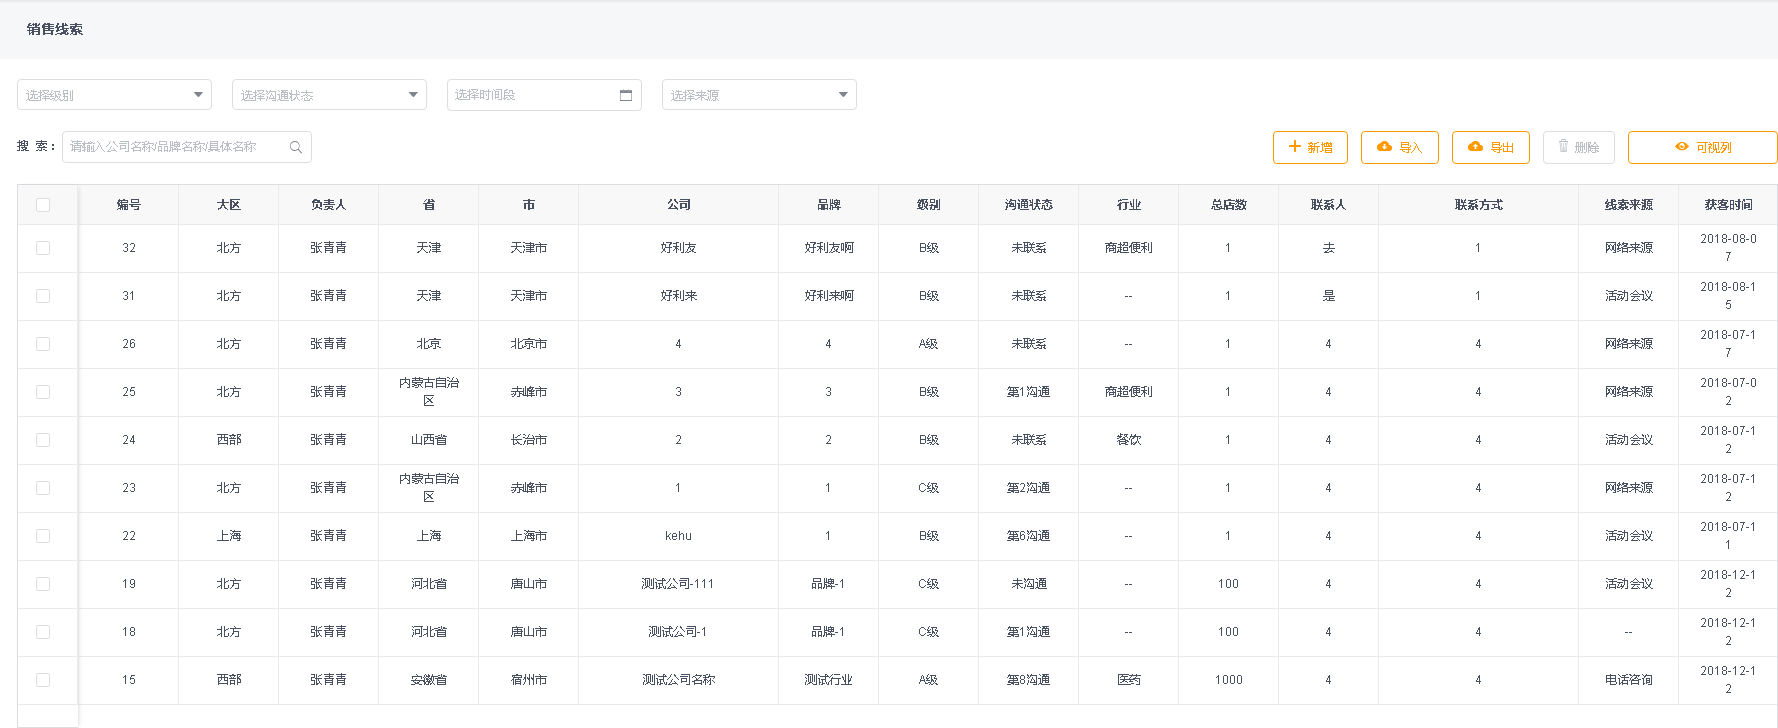 销售线索
选择级别 选择沟通状态 选择时间段 选择来源
搜 索： 请输入公司名称/品牌名称/具体名称 新增 导入 导出 删除 可视列
编号 大区 负责人 省 市 公司 品牌 级别 沟通状态 行业 总店数 联系人 联系方式 线索来源 获客时间
32 北方 张青青 天津 天津市 好利友 好利友啊 B级 未联系 商超便利 1 去 1 网络来源 2018-08-07
31 北方 张青青 天津 天津市 好利来 好利来啊 B级 未联系 -- 1 是 1 活动会议 2018-08-15
26 北方 张青青 北京 北京市 4 4 A级 未联系 -- 1 4 4 网络来源 2018-07-17
25 北方 张青青 内蒙古自治区 赤峰市 3 3 B级 第1沟通 商超便利 1 4 4 网络来源 2018-07-02
24 西部 张青青 山西省 长治市 2 2 B级 未联系 餐饮 1 4 4 活动会议 2018-07-12
23 北方 张青青 内蒙古自治区 赤峰市 1 1 C级 第2沟通 -- 1 4 4 网络来源 2018-07-12
22 上海 张青青 上海 上海市 kehu 1 B级 第6沟通 -- 1 4 4 活动会议 2018-07-11
19 北方 张青青 河北省 唐山市 测试公司-111 品牌-1 C级 未沟通 -- 100 4 4 活动会议 2018-12-12
18 北方 张青青 河北省 唐山市 测试公司-1 品牌-1 C级 第1沟通 -- 100 4 4 -- 2018-12-12
15 西部 张青青 安徽省 宿州市 测试公司名称 测试行业 A级 第8沟通 医药 1000 4 4 电话咨询 2018-12-12